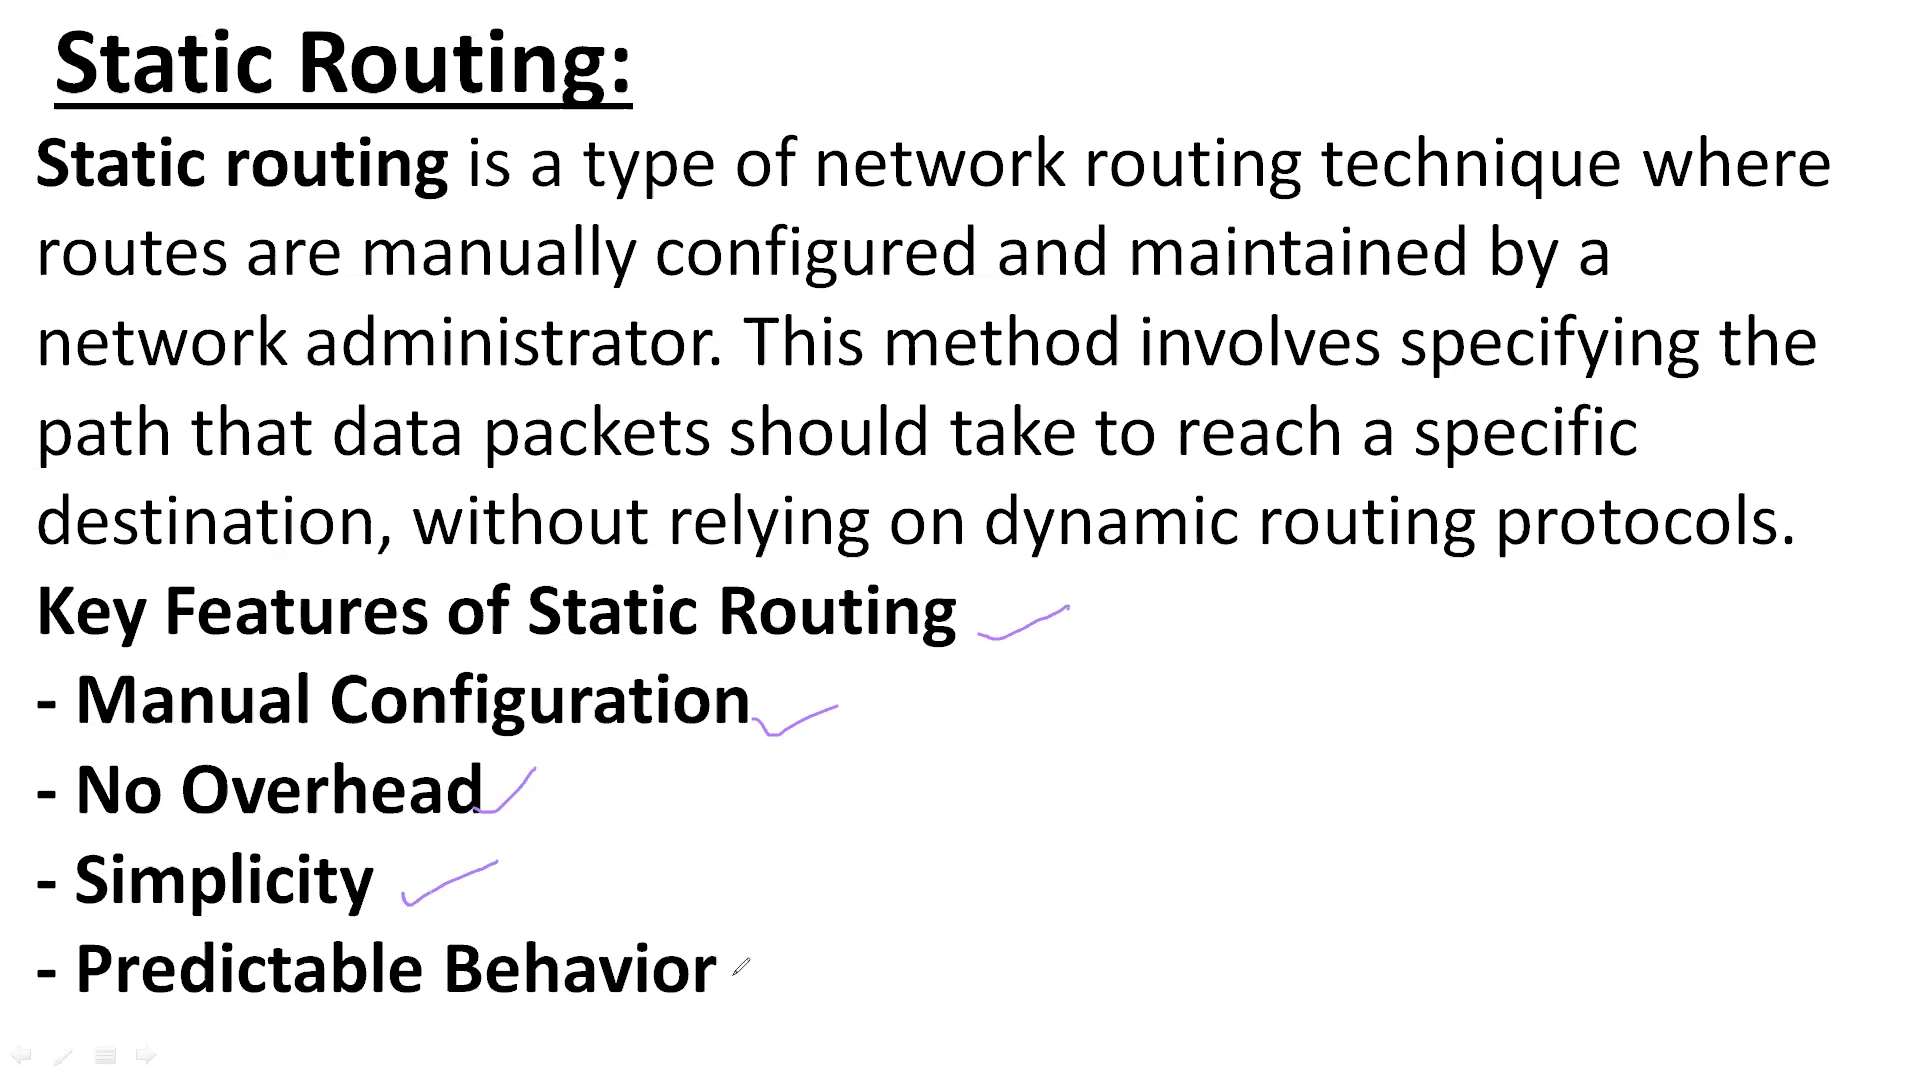 Static Routing:
Static routing is a type of network routing technique where
routes are manually configured and maintained by a
network administrator. This method involves specifying the
path that data packets should take to reach a specific
destination, without relying on dynamic routing protocols.
Key Features of Static Routing
- Manual Configuration
- No Overhead
- Simplicity
- Predictable Behavior